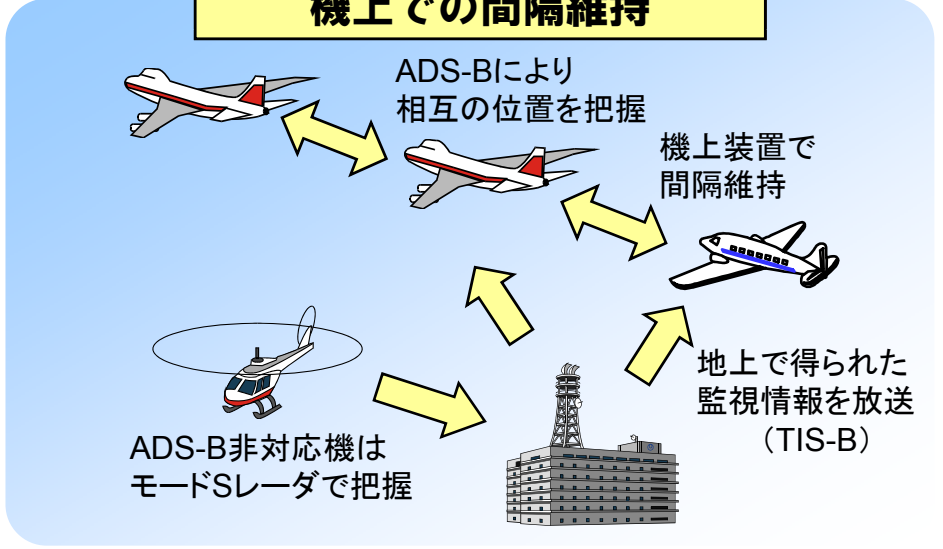 機上での間隔維持
ADS-Bにより
相互の位置を把握
機上装置で
間隔維持
地上で得られた
監視情報を放送
（TIS-B）
ADS-B非対応機は
モードSレーダで把握